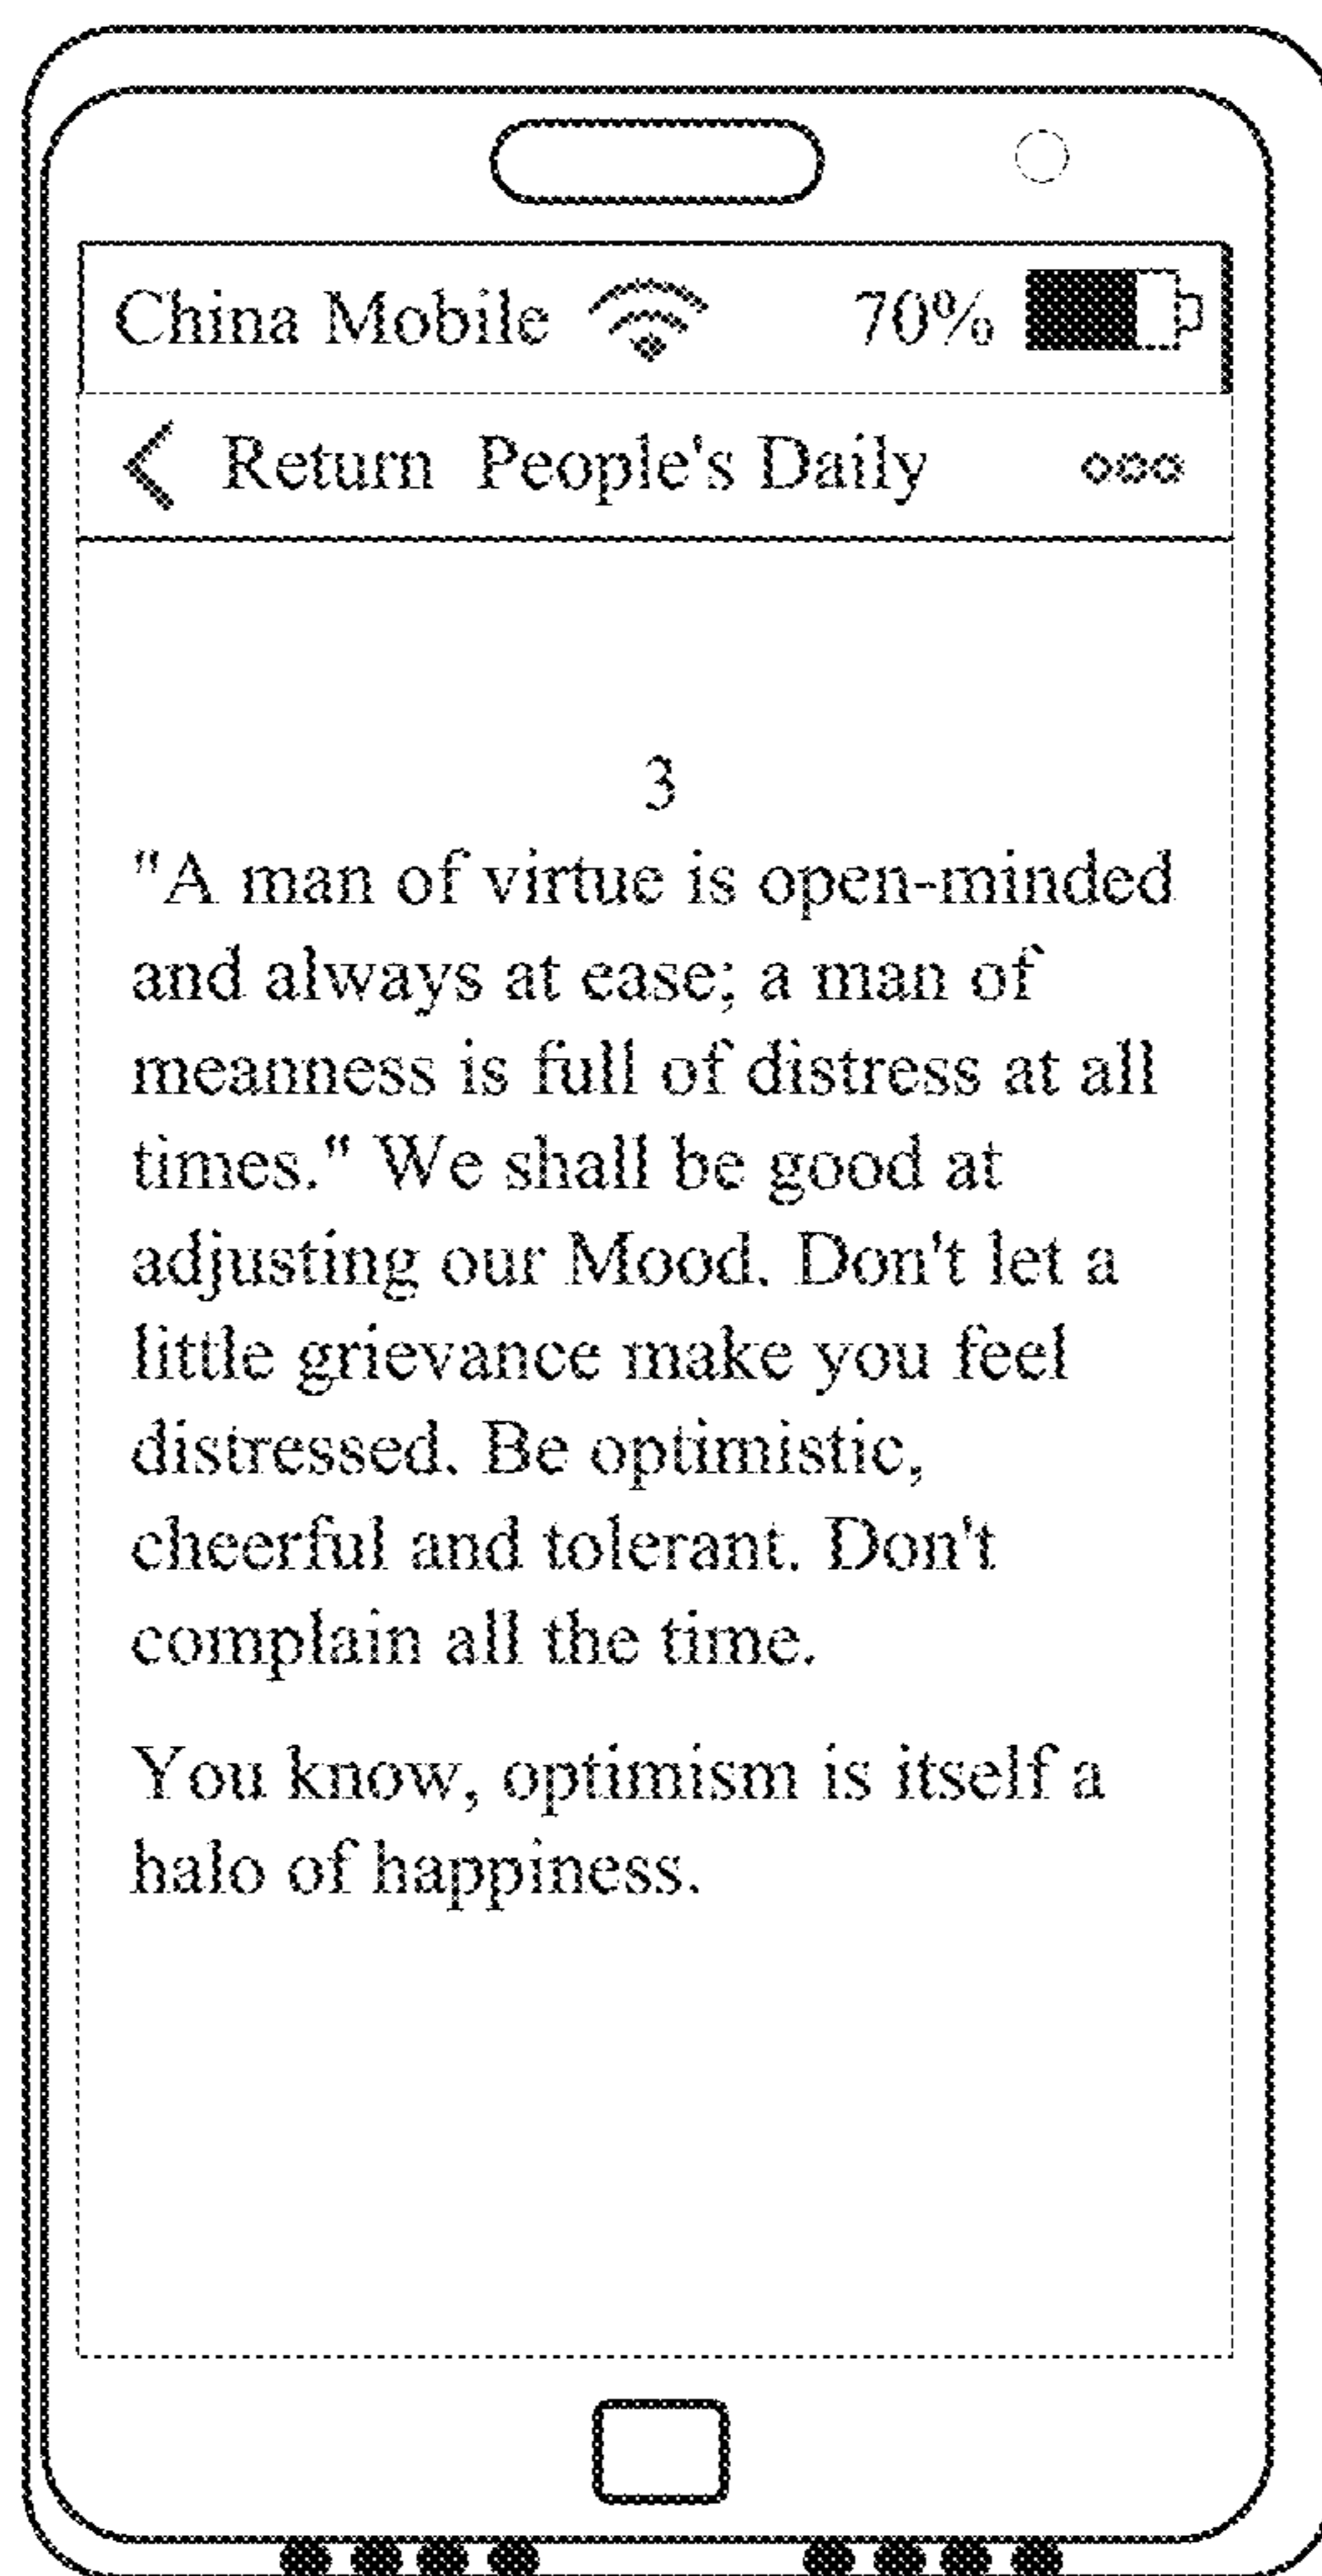 China Mobile 70%
Return People's Daily
3
"A man of virtue is open-minded
and always at ease; a man of
meanness is full of distress at all
times." We shall be good at
adjusting our Mood. Don't let a
little grievance make you feel
distressed. Be optimistic,
cheerful and tolerant. Don't
complain all the time.
You know, optimism is itself a
halo of happiness.